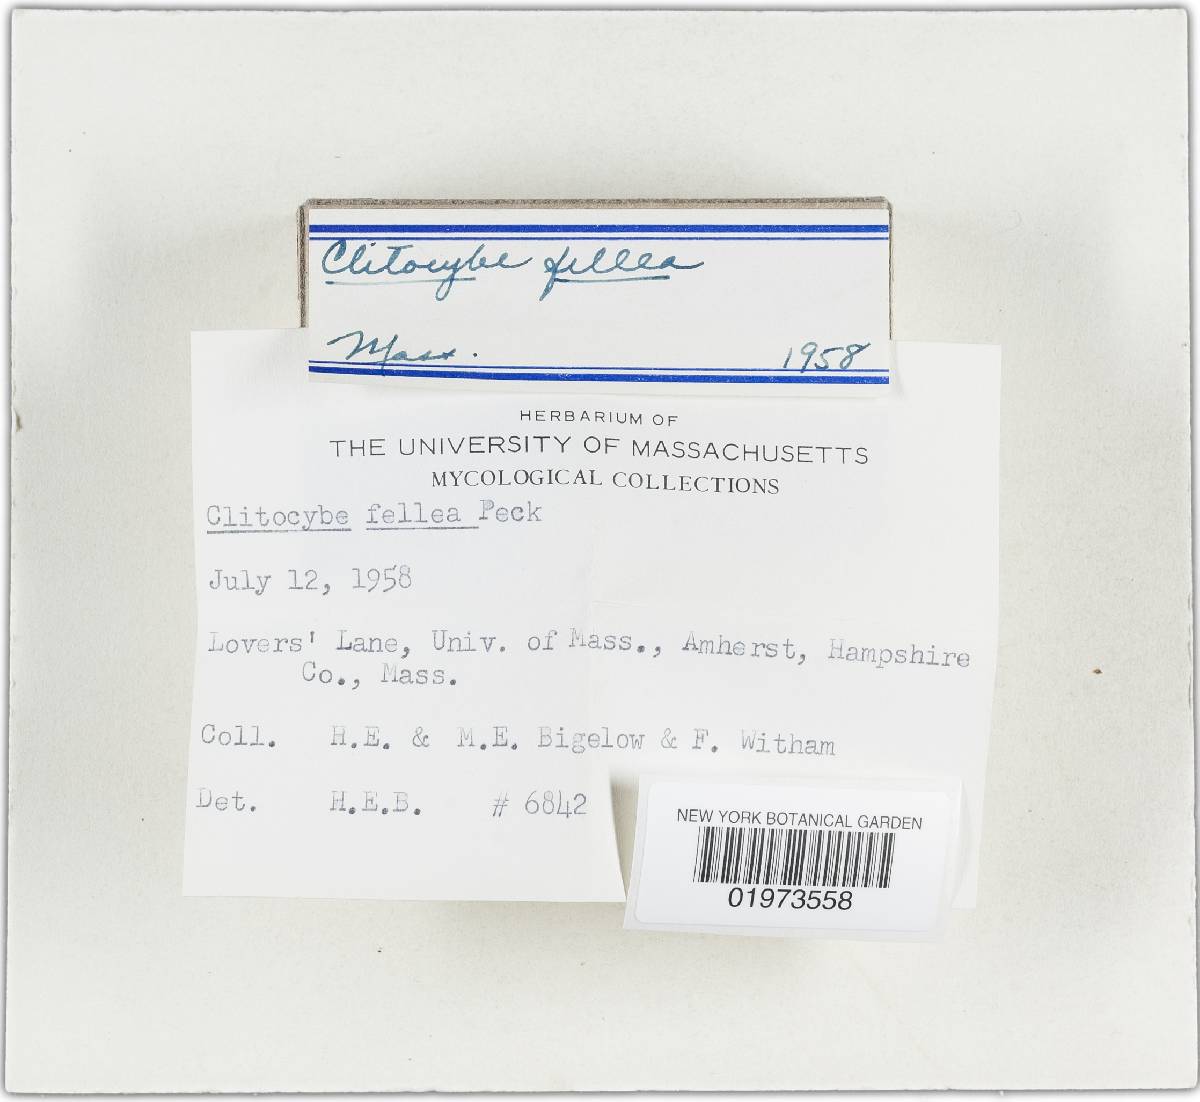 Clitocybe fellea
Mass. 1958
HERBARIUM OF
THE UNIVERSITY OF MASSACHUSETTS
MYCOLOGICAL COLLECTIONS
Clitocybe fellea Peck
July 12, 1958
Lovers' Lane, Univ. of Mass., Amherst, Hampshire
Co., Mass.
Coll. H.E. & M.E. Bigelow & F. Witham
Det. H.E.B. # 6842
NEW YORK BOTANICAL GARDEN
01973558